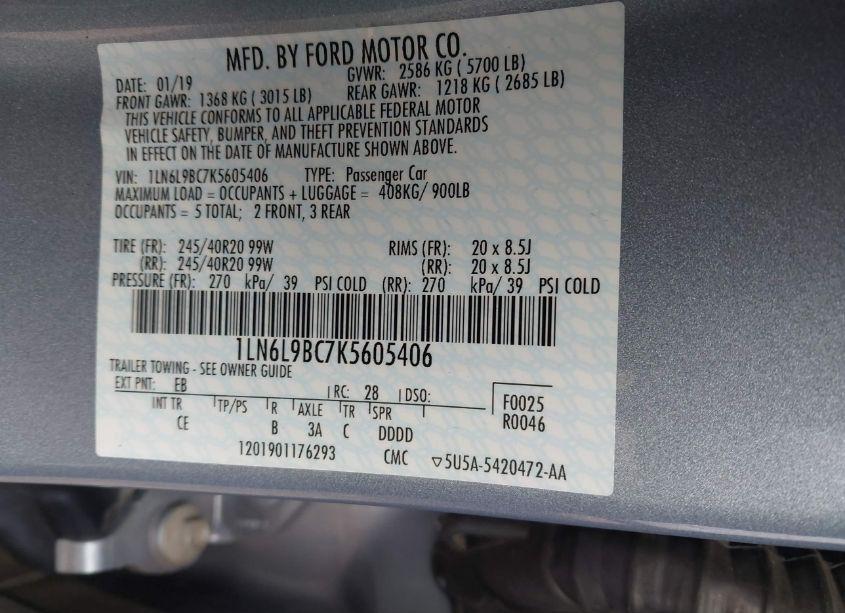 MFD. BY FORD MOTOR CO.
DATE: 01/19 GVWR: 2586 KG ( 5700 LB)
FRONT GAWR: 1368 KG ( 3015 LB) REAR GAWR: 1218 KG ( 2685 LB)
THIS VEHICLE CONFORMS TO ALL APPLICABLE FEDERAL MOTOR
VEHICLE SAFETY, BUMPER, AND THEFT PREVENTION STANDARDS
IN EFFECT ON THE DATE OF MANUFACTURE SHOWN ABOVE.
VIN: 1LN6L9BC7K5605406 TYPE: Passenger Car
MAXIMUM LOAD = OCCUPANTS + LUGGAGE = 408KG/ 900LB
OCCUPANTS = 5 TOTAL; 2 FRONT, 3 REAR
TIRE (FR): 245/40R20 99W RIMS (FR): 20 x 8.5J
(RR): 245/40R20 99W (RR): 20 x 8.5J
PRESSURE (FR): 270 kPa/ 39 PSI COLD (RR): 270 kPa/ 39 PSI COLD
1LN6L9BC7K5605406
TRAILER TOWING - SEE OWNER GUIDE
EXT PNT: EB RC: 28 DSO: F0025
INT TR TP/PS R AXLE TR SPR R0046
CE B 3A C DDDD
1201901176293 CMC ▽5U5A-5420472-AA